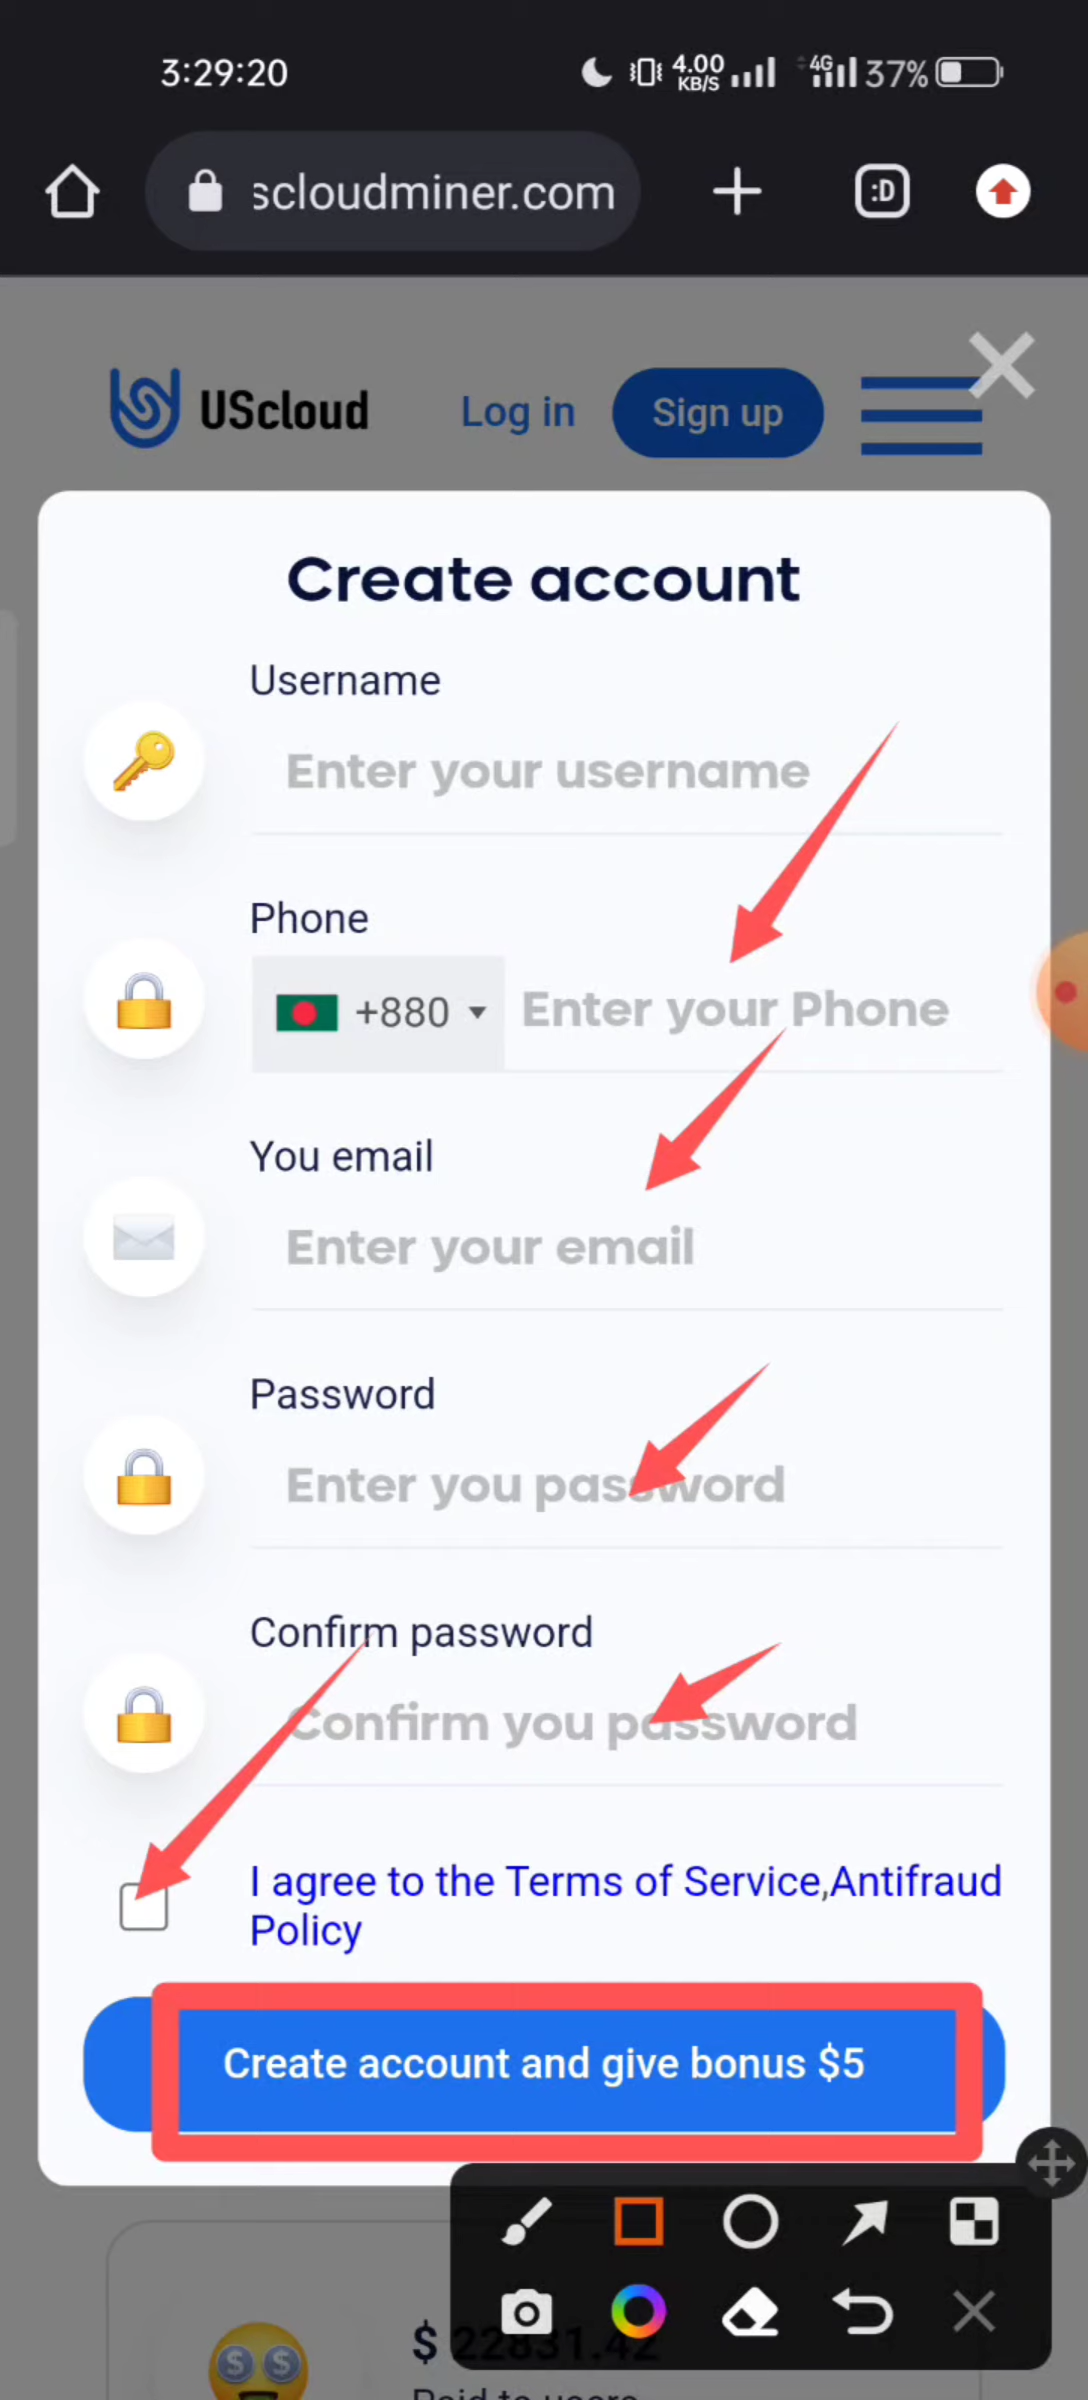 3:29:20
4.00
KB/S
4G
37%
scloudminer.com
:D
UScloud
Log in
Sign up
Create account
Username
Enter your username
Phone
+880
Enter your Phone
You email
Enter your email
Password
Enter you password
Confirm password
Confirm you password
I agree to the Terms of Service,Antifraud
Policy
Create account and give bonus $5
$ 22831.42
Paid to users